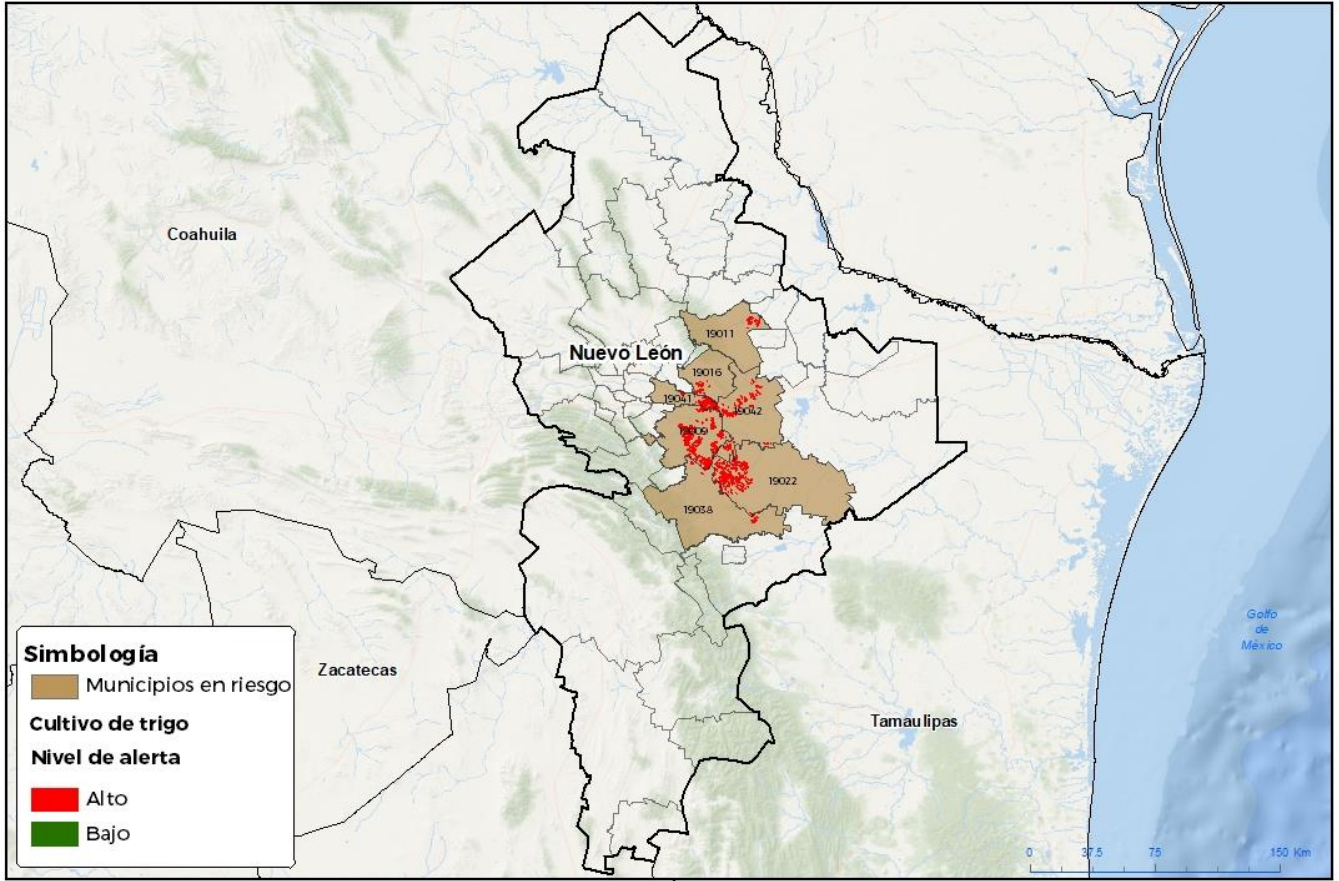 Coahuila
Nuevo León
19011
19016
19041
19042
19009
19022
19038
Golfo
de
México
Simbología
Municipios en riesgo
Cultivo de trigo
Nivel de alerta
Alto
Bajo
Zacatecas
Tamaulipas
0 37.5 75 150 Km